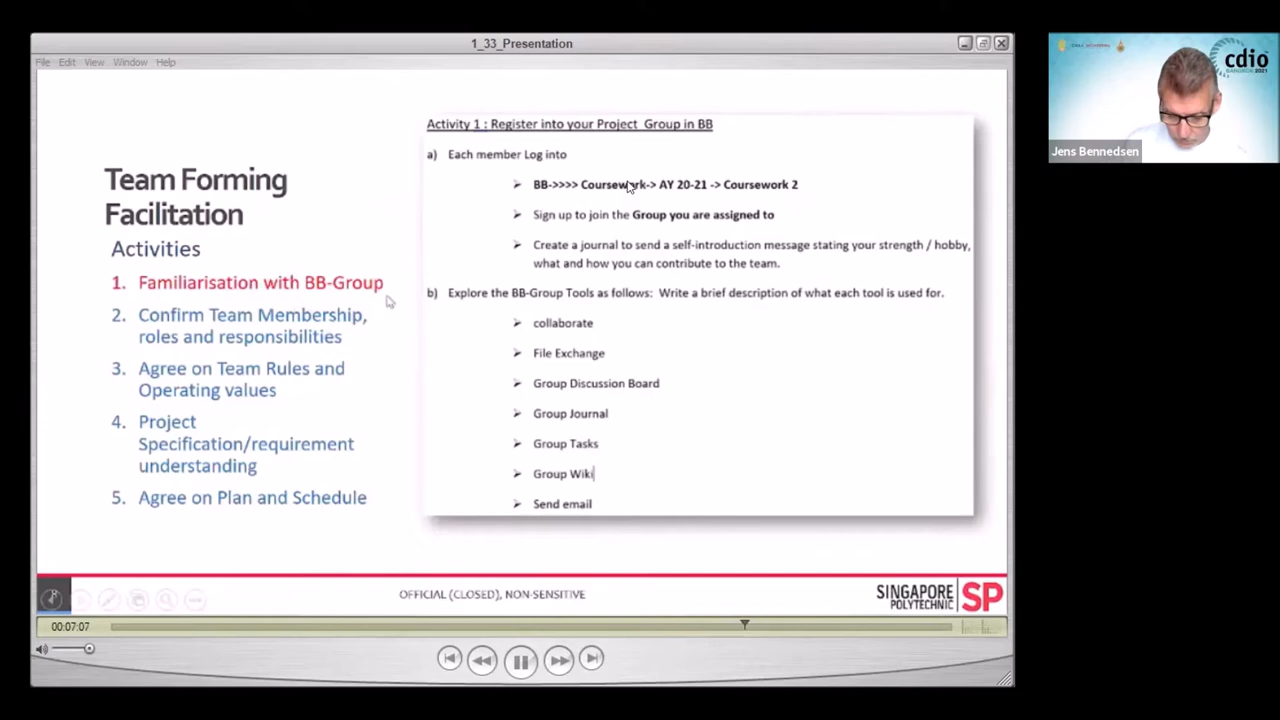 1_33_Presentation
File Edit View Window Help
Team Forming
Facilitation
Activities
1. Familiarisation with BB-Group
2. Confirm Team Membership,
roles and responsibilities
3. Agree on Team Rules and
Operating values
4. Project
Specification/requirement
understanding
5. Agree on Plan and Schedule
Activity 1 : Register into your Project Group in BB
a) Each member Log into
➢ BB->>>> Coursework-> AY 20-21 -> Coursework 2
➢ Sign up to join the Group you are assigned to
➢ Create a journal to send a self-introduction message stating your strength / hobby,
what and how you can contribute to the team.
b) Explore the BB-Group Tools as follows: Write a brief description of what each tool is used for.
➢ collaborate
➢ File Exchange
➢ Group Discussion Board
➢ Group Journal
➢ Group Tasks
➢ Group Wiki
➢ Send email
OFFICIAL (CLOSED), NON-SENSITIVE
SINGAPORE
POLYTECHNIC
SP
00:07:07
cdio
BANGKOK 2021
Jens Bennedsen